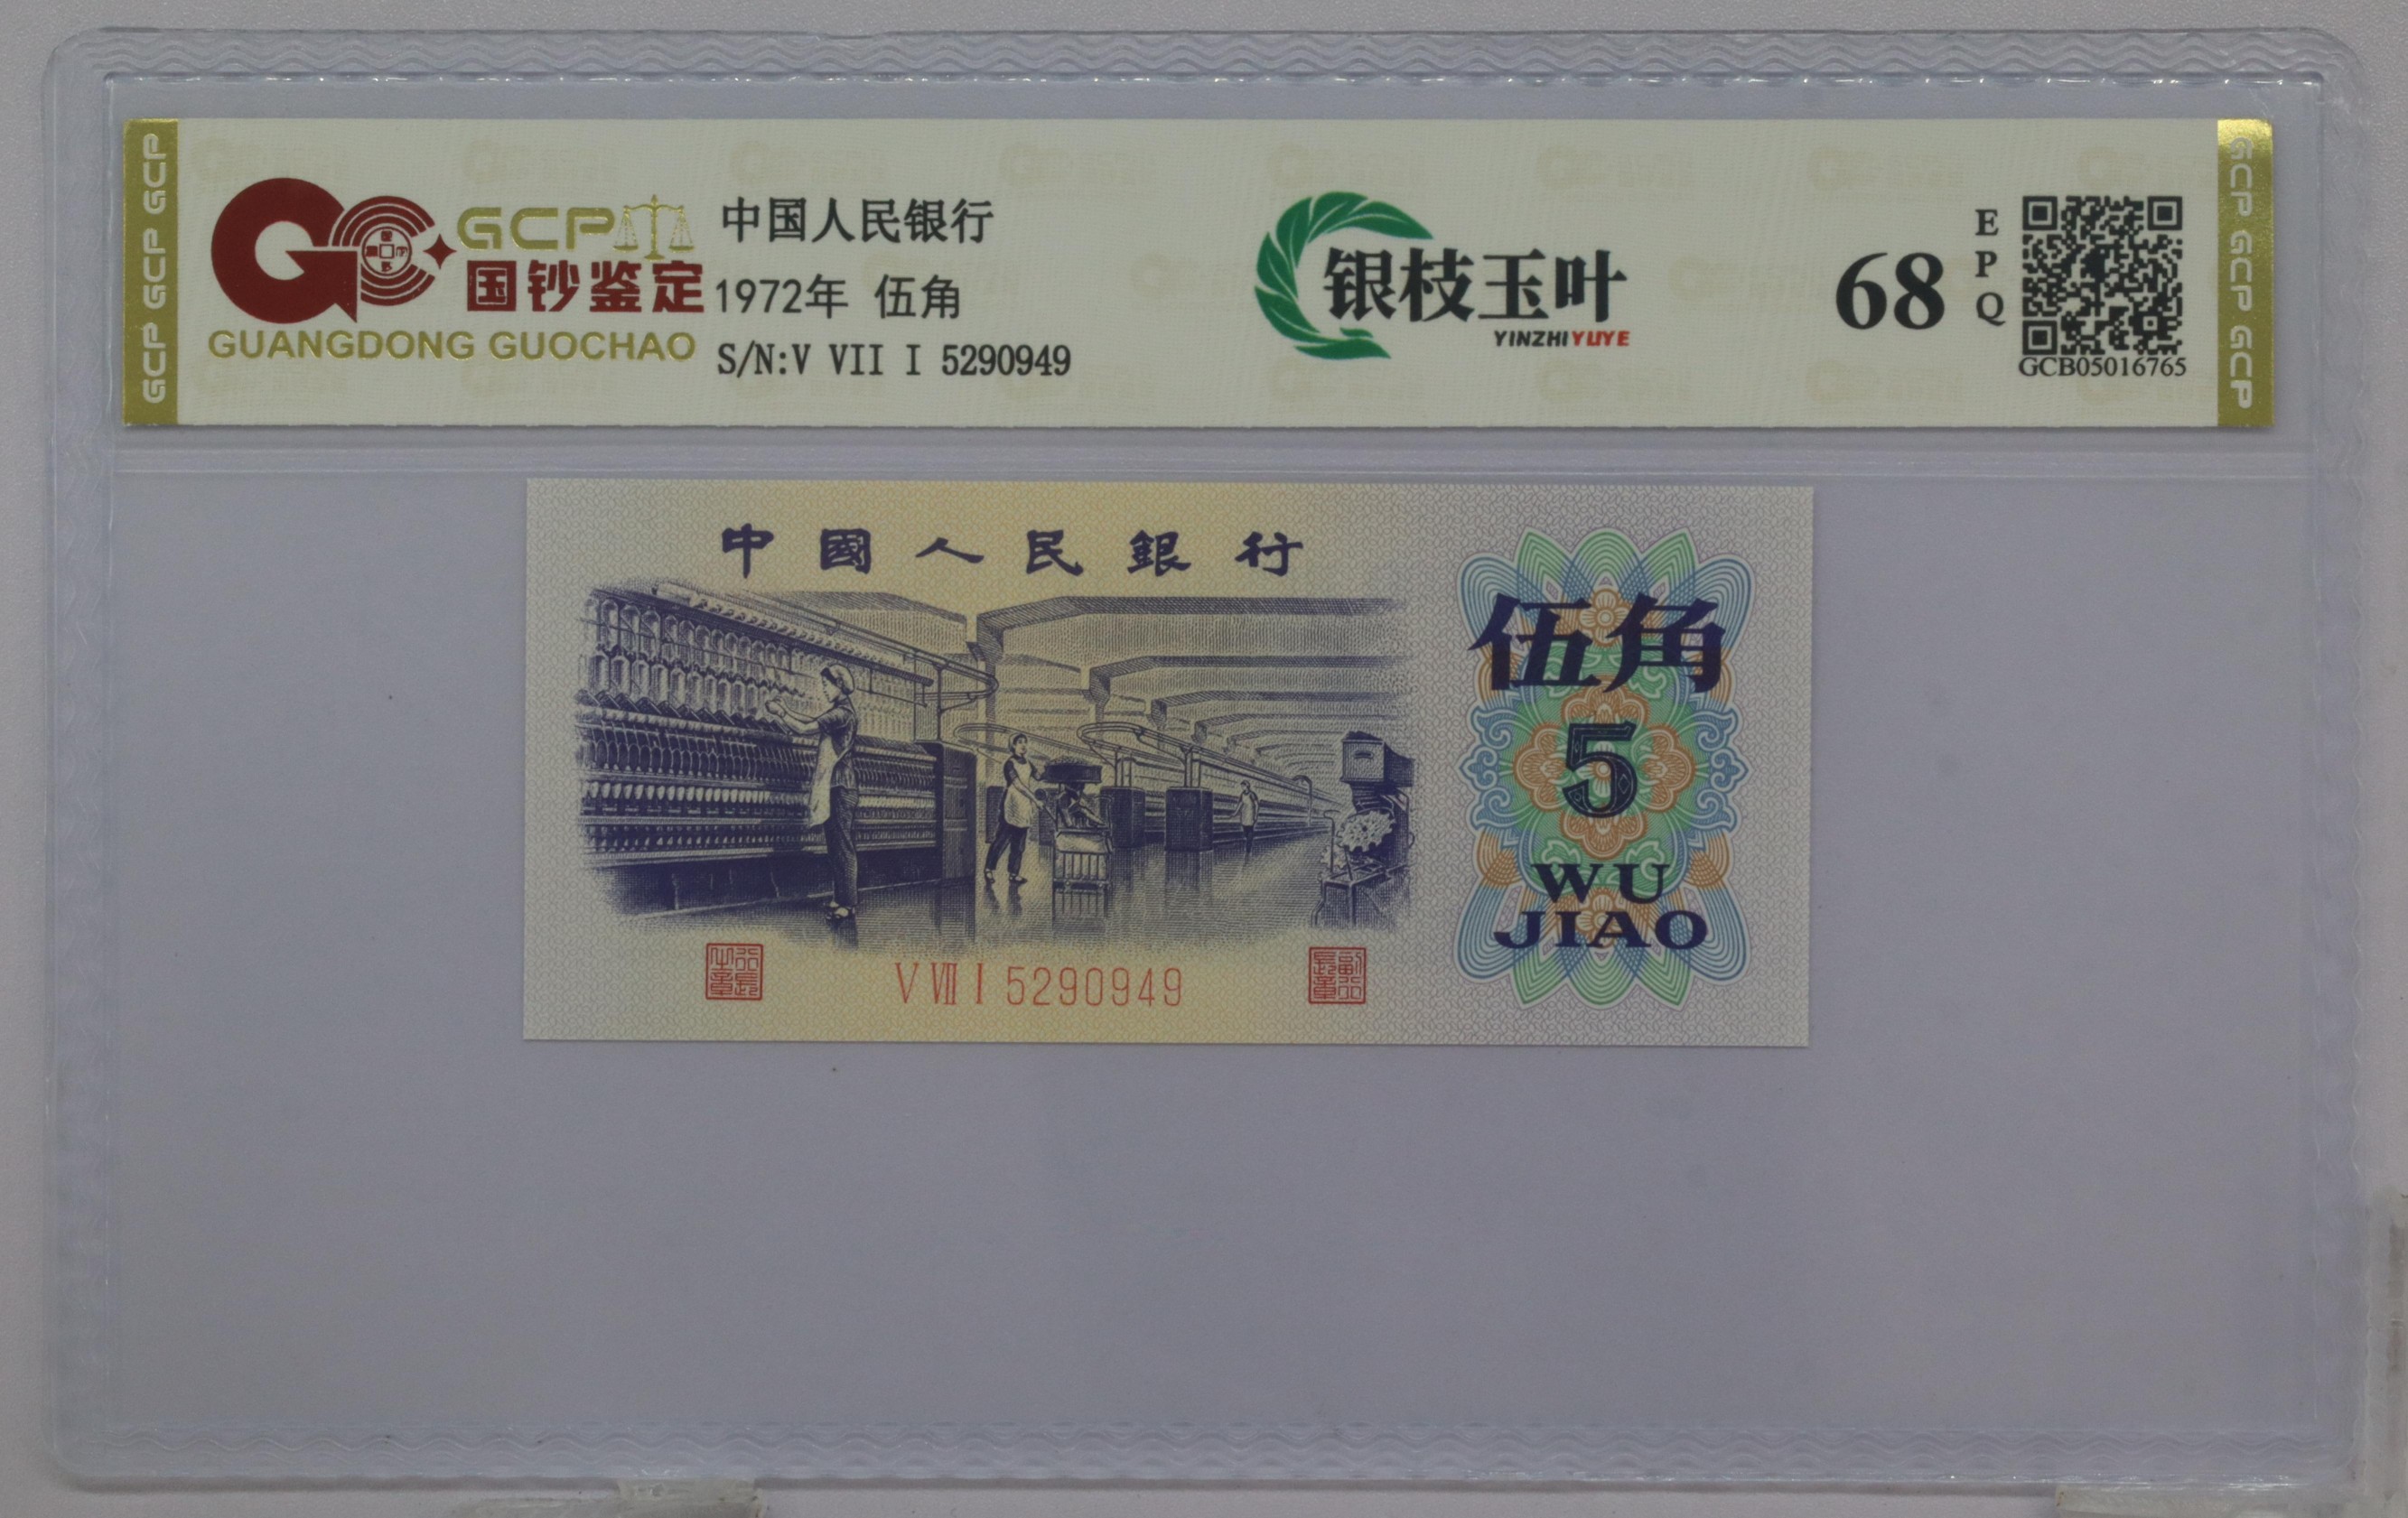 GCP GCP GCP
GCP
国钞鉴定
GUANGDONG GUOCHAO
中国人民银行
1972年 伍角
S/N:V VII I 5290949
银枝玉叶
YINZHIYUYE
68
EPQ
GCB05016765
GCP GCP GCP
中國人民銀行
伍角
5
WU
JIAO
V VII I 5290949